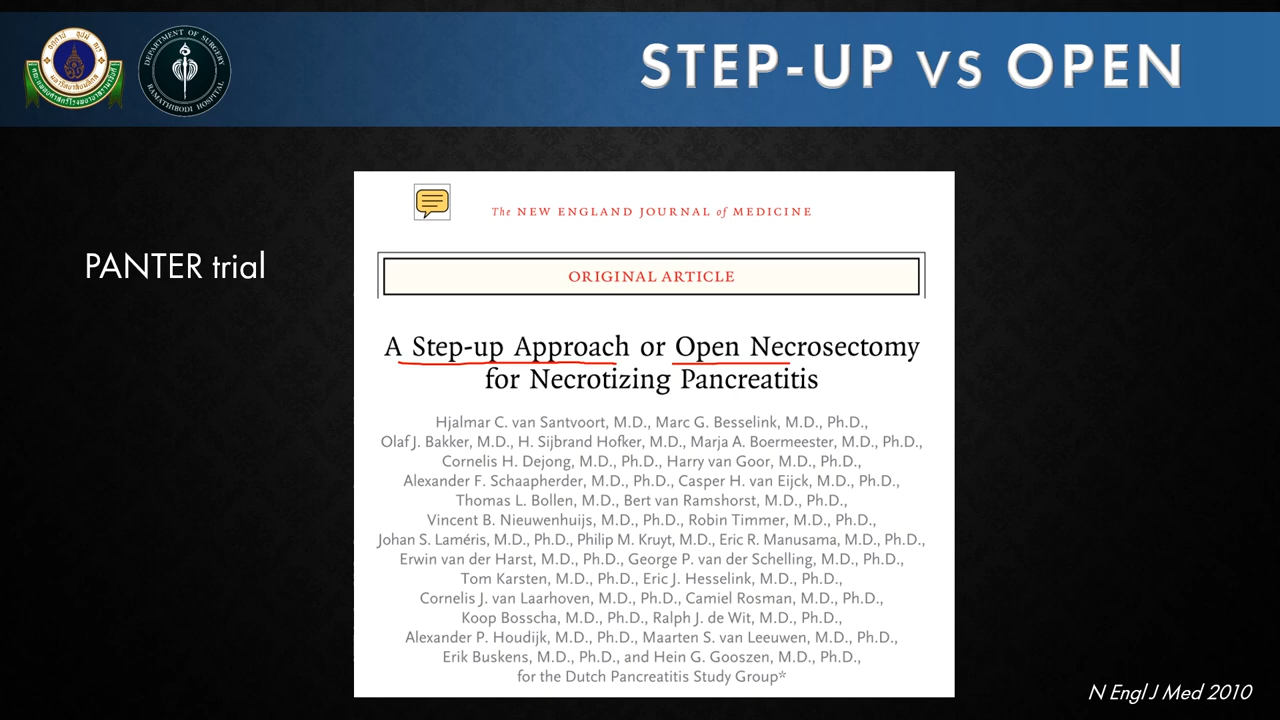 DEPARTMENT OF SURGERY
RAMATHIBODI HOSPITAL
STEP-UP VS OPEN
PANTER trial
The NEW ENGLAND JOURNAL of MEDICINE
ORIGINAL ARTICLE
A Step-up Approach or Open Necrosectomy
for Necrotizing Pancreatitis
Hjalmar C. van Santvoort, M.D., Marc G. Besselink, M.D., Ph.D.,
Olaf J. Bakker, M.D., H. Sijbrand Hofker, M.D., Marja A. Boermeester, M.D., Ph.D.,
Cornelis H. Dejong, M.D., Ph.D., Harry van Goor, M.D., Ph.D.,
Alexander F. Schaapherder, M.D., Ph.D., Casper H. van Eijck, M.D., Ph.D.,
Thomas L. Bollen, M.D., Bert van Ramshorst, M.D., Ph.D.,
Vincent B. Nieuwenhuijs, M.D., Ph.D., Robin Timmer, M.D., Ph.D.,
Johan S. Laméris, M.D., Ph.D., Philip M. Kruyt, M.D., Eric R. Manusama, M.D., Ph.D.,
Erwin van der Harst, M.D., Ph.D., George P. van der Schelling, M.D., Ph.D.,
Tom Karsten, M.D., Ph.D., Eric J. Hesselink, M.D., Ph.D.,
Cornelis J. van Laarhoven, M.D., Ph.D., Camiel Rosman, M.D., Ph.D.,
Koop Bosscha, M.D., Ph.D., Ralph J. de Wit, M.D., Ph.D.,
Alexander P. Houdijk, M.D., Ph.D., Maarten S. van Leeuwen, M.D., Ph.D.,
Erik Buskens, M.D., Ph.D., and Hein G. Gooszen, M.D., Ph.D.,
for the Dutch Pancreatitis Study Group*
N Engl J Med 2010